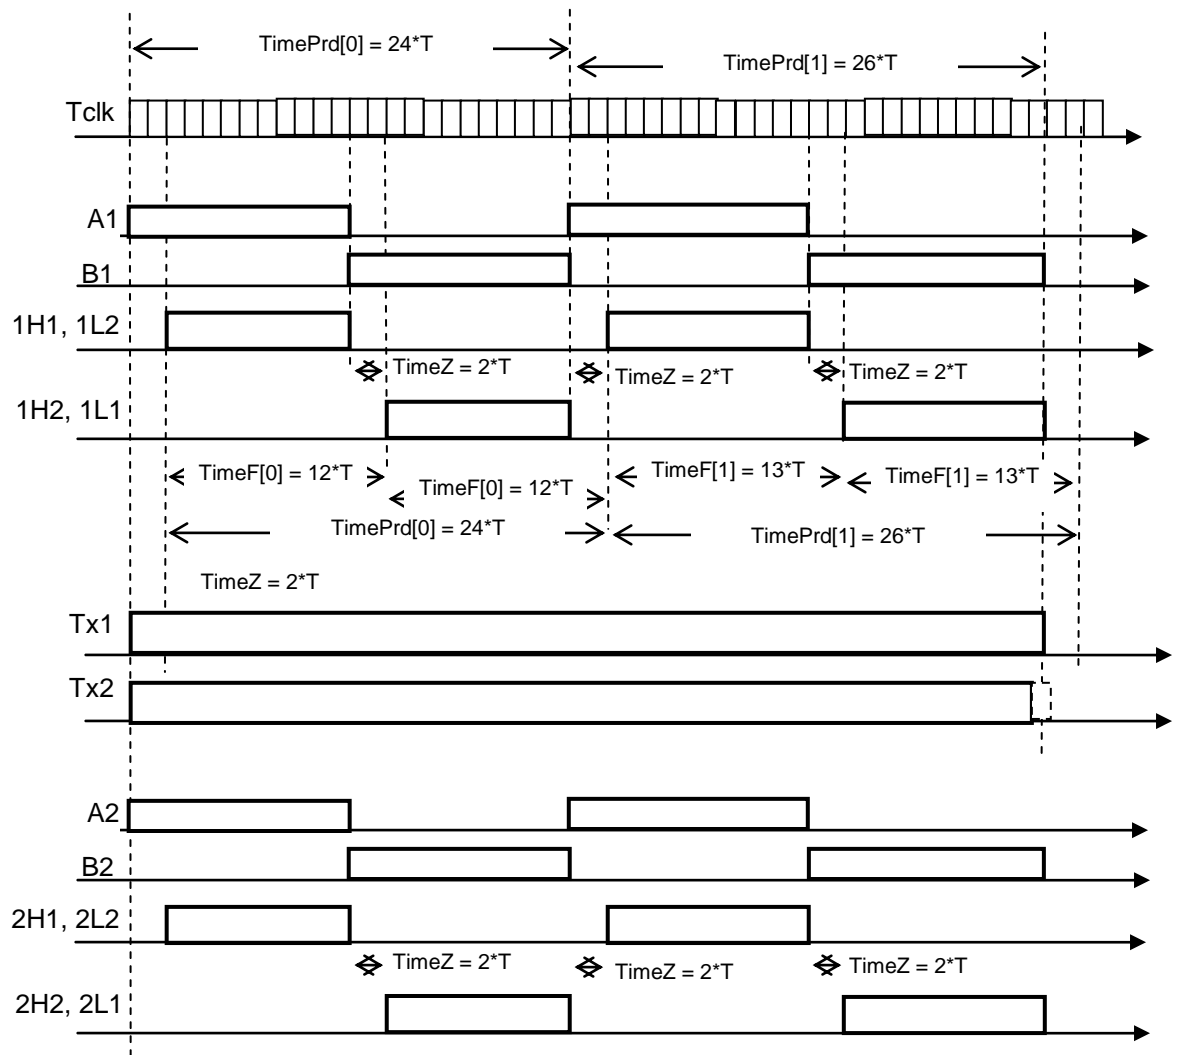 TimePrd[0] = 24*T
TimePrd[1] = 26*T
Tclk
A1
B1
1H1, 1L2
TimeZ = 2*T
TimeZ = 2*T
TimeZ = 2*T
1H2, 1L1
TimeF[0] = 12*T
TimeF[0] = 12*T
TimeF[1] = 13*T
TimeF[1] = 13*T
TimePrd[0] = 24*T
TimePrd[1] = 26*T
TimeZ = 2*T
Tx1
Tx2
A2
B2
2H1, 2L2
TimeZ = 2*T
TimeZ = 2*T
TimeZ = 2*T
2H2, 2L1